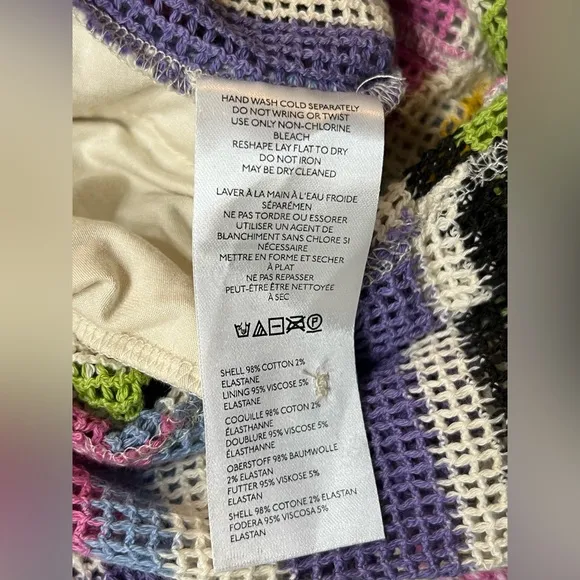 HAND WASH COLD SEPARATELY
DO NOT WRING OR TWIST
USE ONLY NON-CHLORINE
BLEACH
RESHAPE LAY FLAT TO DRY
DO NOT IRON
MAY BE DRY CLEANED
LAVER À LA MAIN À L'EAU FROIDE
SÉPARÉMEN
NE PAS TORDRE OU ESSORER
UTILISER UN AGENT DE
BLANCHIMENT SANS CHLORE SI
NÉCESSAIRE
METTRE EN FORME ET SECHER
À PLAT
NE PAS REPASSER
PEUT-ÊTRE ÊTRE NETTOYÉE
À SEC
SHELL 98% COTTON 2%
ELASTANE
LINING 95% VISCOSE 5%
ELASTANE
COQUILLE 98% COTON 2%
ÉLASTHANNE
DOUBLURE 95% VISCOSE 5%
ÉLASTHANNE
OBERSTOFF 98% BAUMWOLLE
2% ELASTAN
FUTTER 95% VISKOSE 5%
ELASTAN
SHELL 98% COTONE 2% ELASTAN
FODERA 95% VISCOSA 5%
ELASTAN